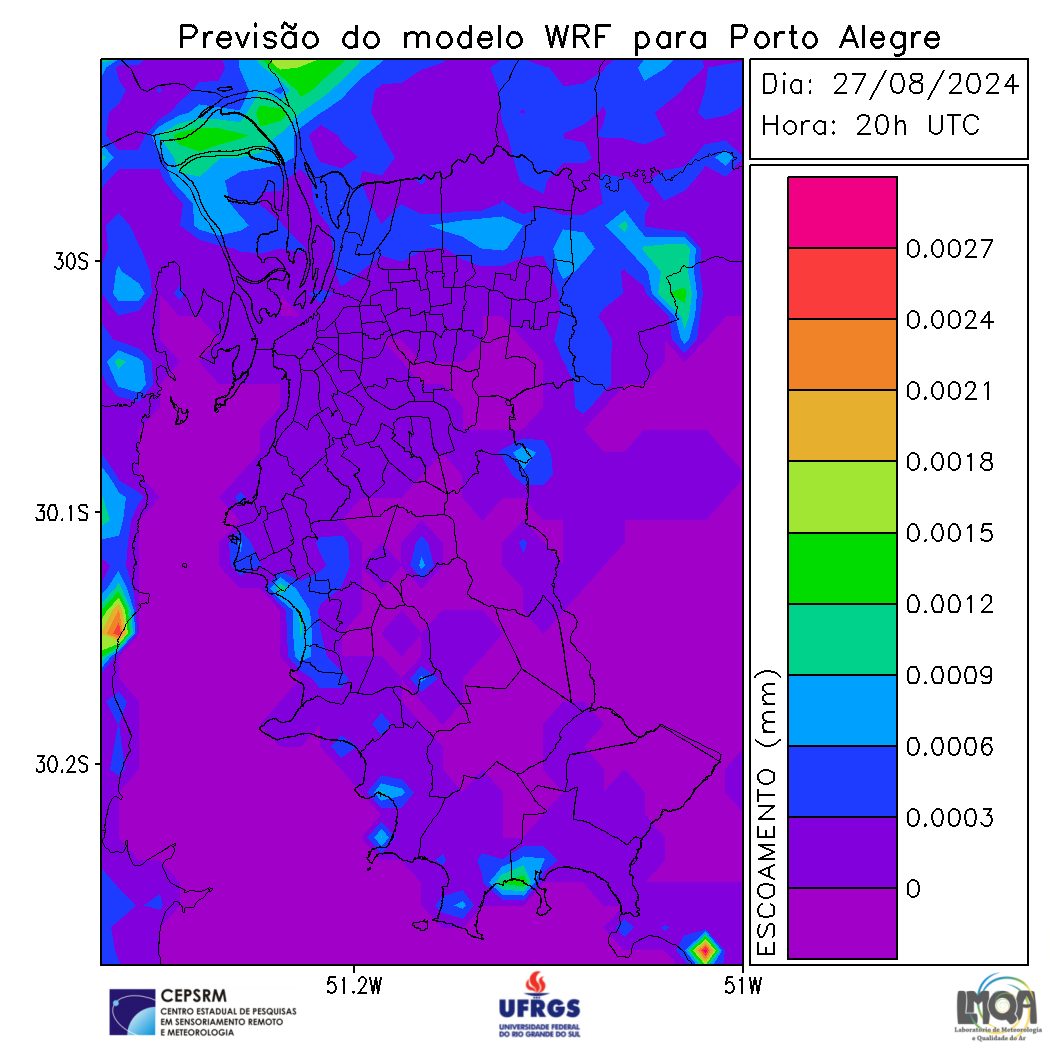 Previsão do modelo WRF para Porto Alegre
Dia: 27/08/2024
Hora: 20h UTC
30S
30.1S
30.2S
51.2W
51W
ESCOAMENTO (mm)
0.0027
0.0024
0.0021
0.0018
0.0015
0.0012
0.0009
0.0006
0.0003
0
CEPSRM
CENTRO ESTADUAL DE PESQUISAS
EM SENSORIAMENTO REMOTO
E METEOROLOGIA
UFRGS
UNIVERSIDADE FEDERAL
DO RIO GRANDE DO SUL
LMQA
Laboratório de Meteorologia
e Qualidade do Ar